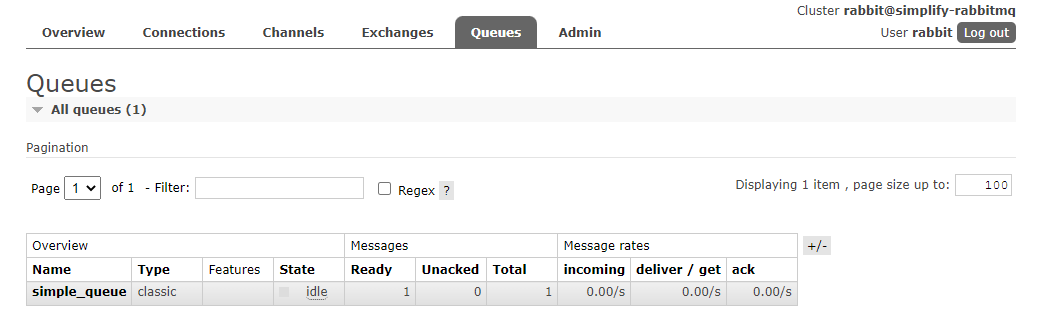 Cluster rabbit@simplify-rabbitmq
Overview Connections Channels Exchanges Queues Admin User rabbit Log out
Queues
All queues (1)
Pagination
Page 1 of 1 - Filter: Regex ? Displaying 1 item , page size up to: 100
Overview Messages Message rates +/-
Name Type Features State Ready Unacked Total incoming deliver / get ack
simple_queue classic idle 1 0 1 0.00/s 0.00/s 0.00/s